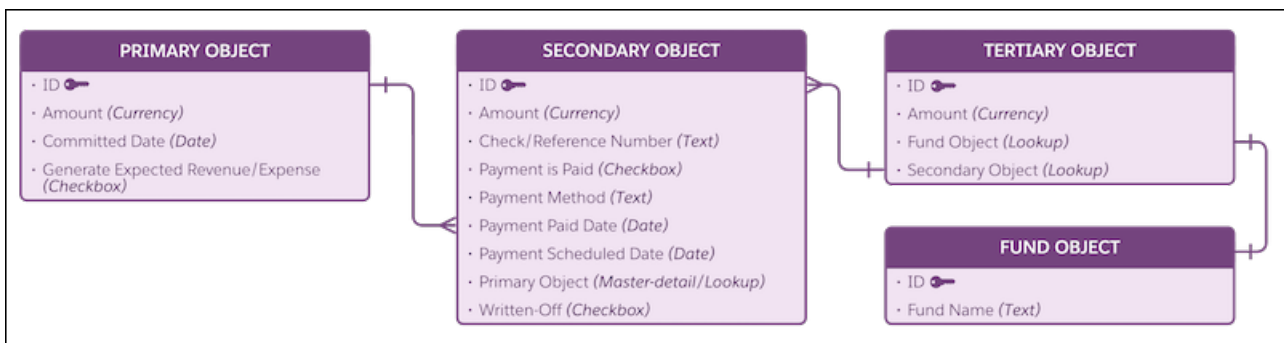 PRIMARY OBJECT
· ID
· Amount (Currency)
· Committed Date (Date)
· Generate Expected Revenue/Expense
(Checkbox)
SECONDARY OBJECT
· ID
· Amount (Currency)
· Check/Reference Number (Text)
· Payment is Paid (Checkbox)
· Payment Method (Text)
· Payment Paid Date (Date)
· Payment Scheduled Date (Date)
· Primary Object (Master-detail/Lookup)
· Written-Off (Checkbox)
TERTIARY OBJECT
· ID
· Amount (Currency)
· Fund Object (Lookup)
· Secondary Object (Lookup)
FUND OBJECT
· ID
· Fund Name (Text)